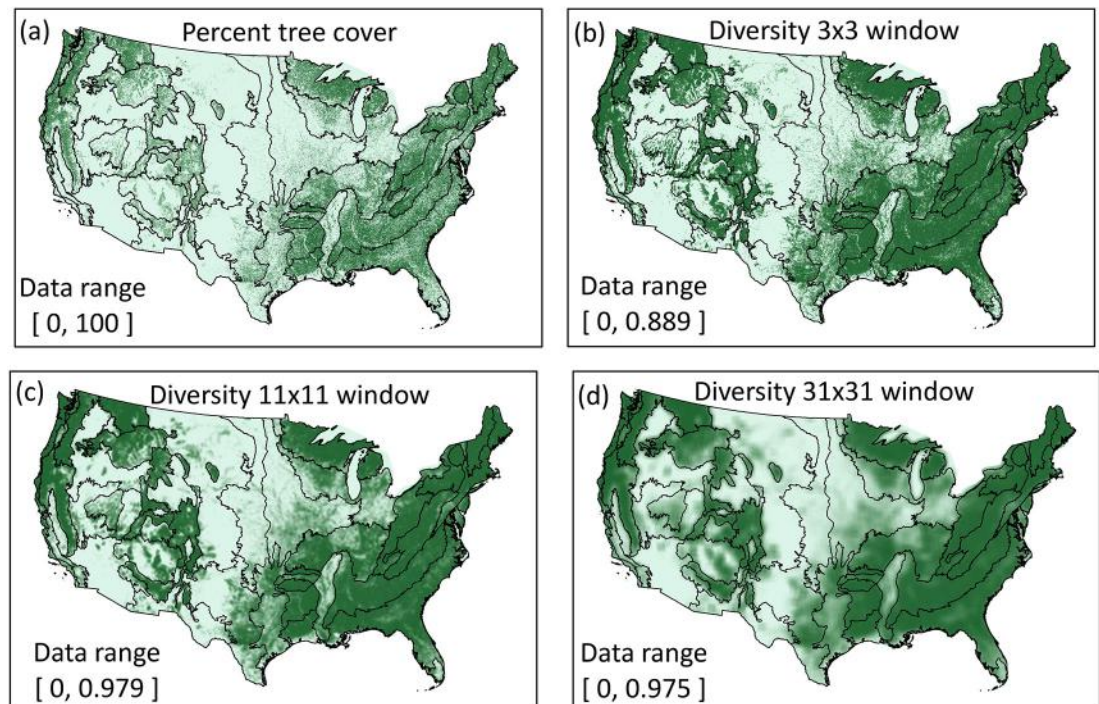 (a) Percent tree cover
Data range
[ 0, 100 ]
(b) Diversity 3x3 window
Data range
[ 0, 0.889 ]
(c) Diversity 11x11 window
Data range
[ 0, 0.979 ]
(d) Diversity 31x31 window
Data range
[ 0, 0.975 ]